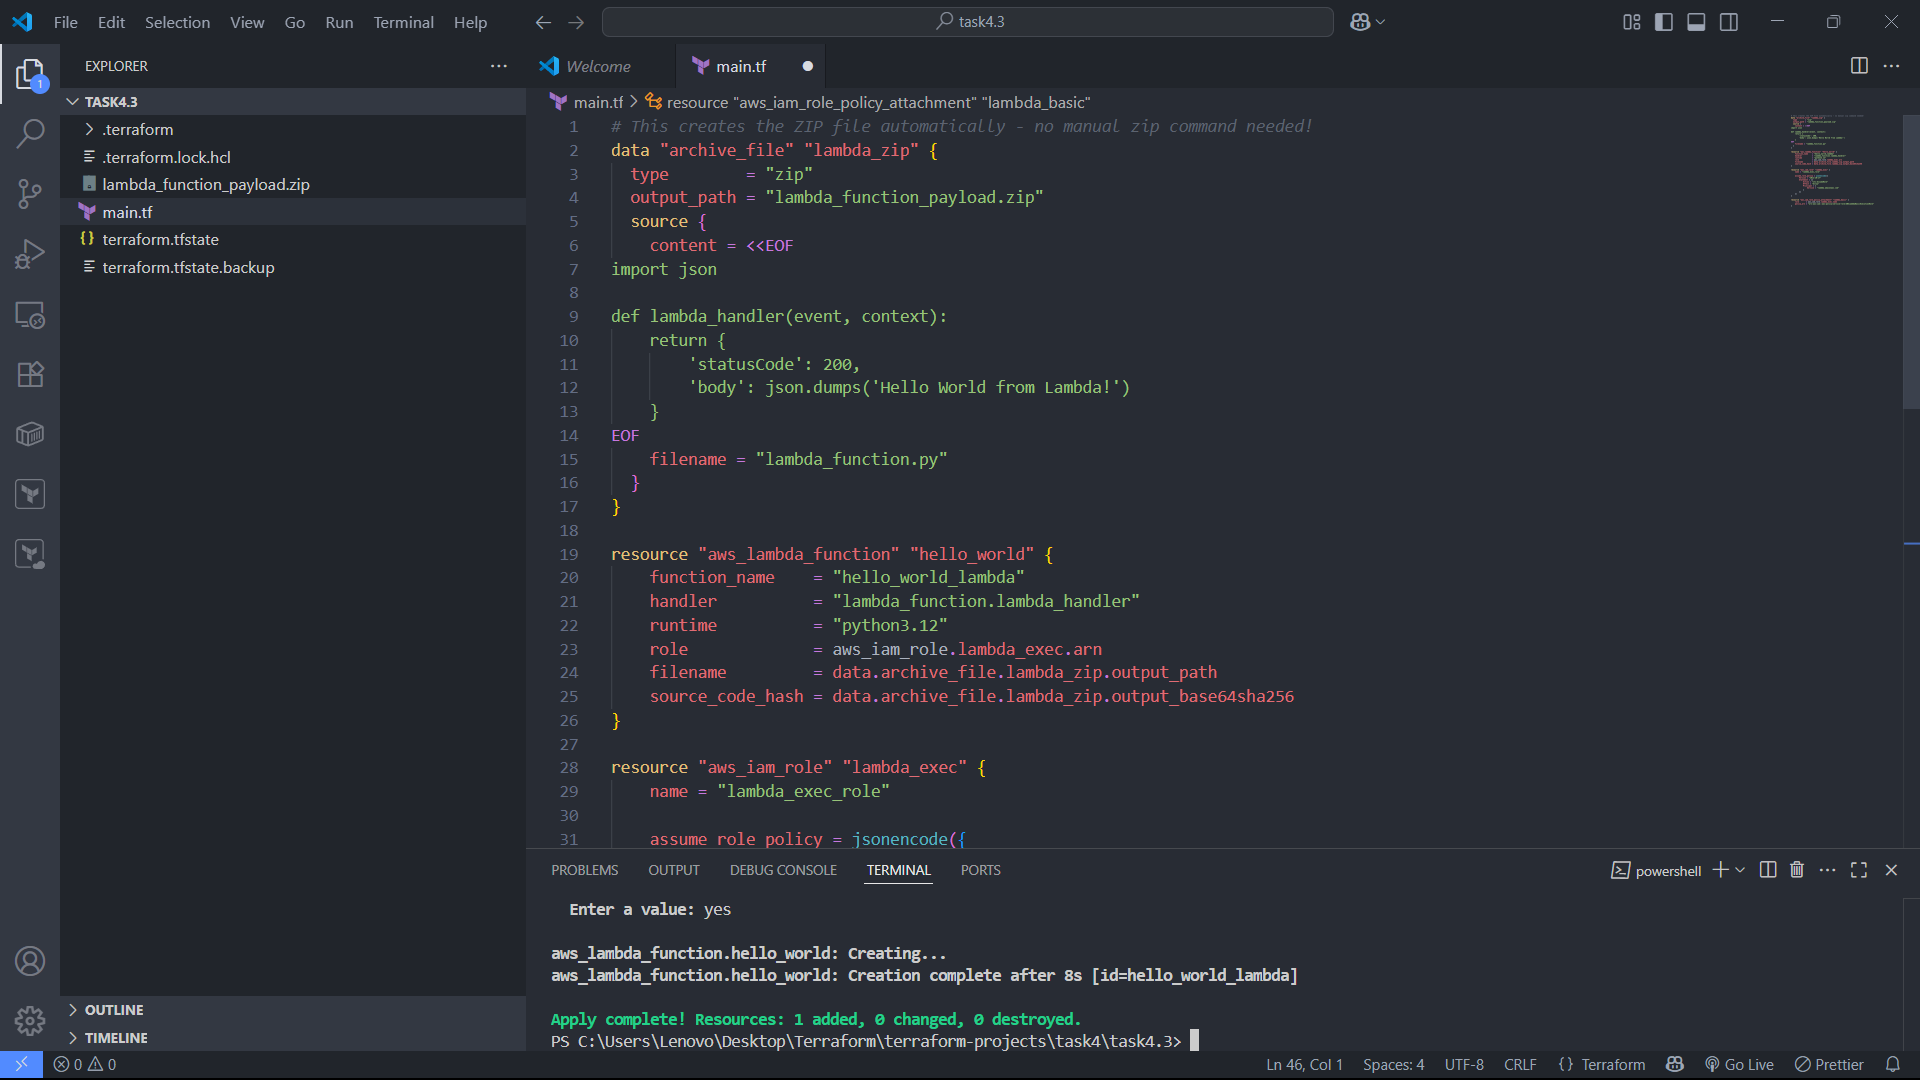 File Edit Selection View Go Run Terminal Help
task4.3
EXPLORER
TASK4.3
.terraform
.terraform.lock.hcl
lambda_function_payload.zip
main.tf
terraform.tfstate
terraform.tfstate.backup
OUTLINE
TIMELINE
1
Welcome
main.tf
main.tf > resource "aws_iam_role_policy_attachment" "lambda_basic"
1 # This creates the ZIP file automatically - no manual zip command needed!
2 data "archive_file" "lambda_zip" {
3   type        = "zip"
4   output_path = "lambda_function_payload.zip"
5   source {
6     content = <<EOF
7 import json
8
9 def lambda_handler(event, context):
10     return {
11         'statusCode': 200,
12         'body': json.dumps('Hello World from Lambda!')
13     }
14 EOF
15     filename = "lambda_function.py"
16   }
17 }
18
19 resource "aws_lambda_function" "hello_world" {
20     function_name    = "hello_world_lambda"
21     handler          = "lambda_function.lambda_handler"
22     runtime          = "python3.12"
23     role             = aws_iam_role.lambda_exec.arn
24     filename         = data.archive_file.lambda_zip.output_path
25     source_code_hash = data.archive_file.lambda_zip.output_base64sha256
26 }
27
28 resource "aws_iam_role" "lambda_exec" {
29     name = "lambda_exec_role"
30
31     assume_role_policy = jsonencode({
PROBLEMS OUTPUT DEBUG CONSOLE TERMINAL PORTS
powershell
Enter a value: yes
aws_lambda_function.hello_world: Creating...
aws_lambda_function.hello_world: Creation complete after 8s [id=hello_world_lambda]
Apply complete! Resources: 1 added, 0 changed, 0 destroyed.
PS C:\Users\Lenovo\Desktop\Terraform\terraform-projects\task4\task4.3>
0 0
Ln 46, Col 1 Spaces: 4 UTF-8 CRLF {} Terraform Go Live Prettier